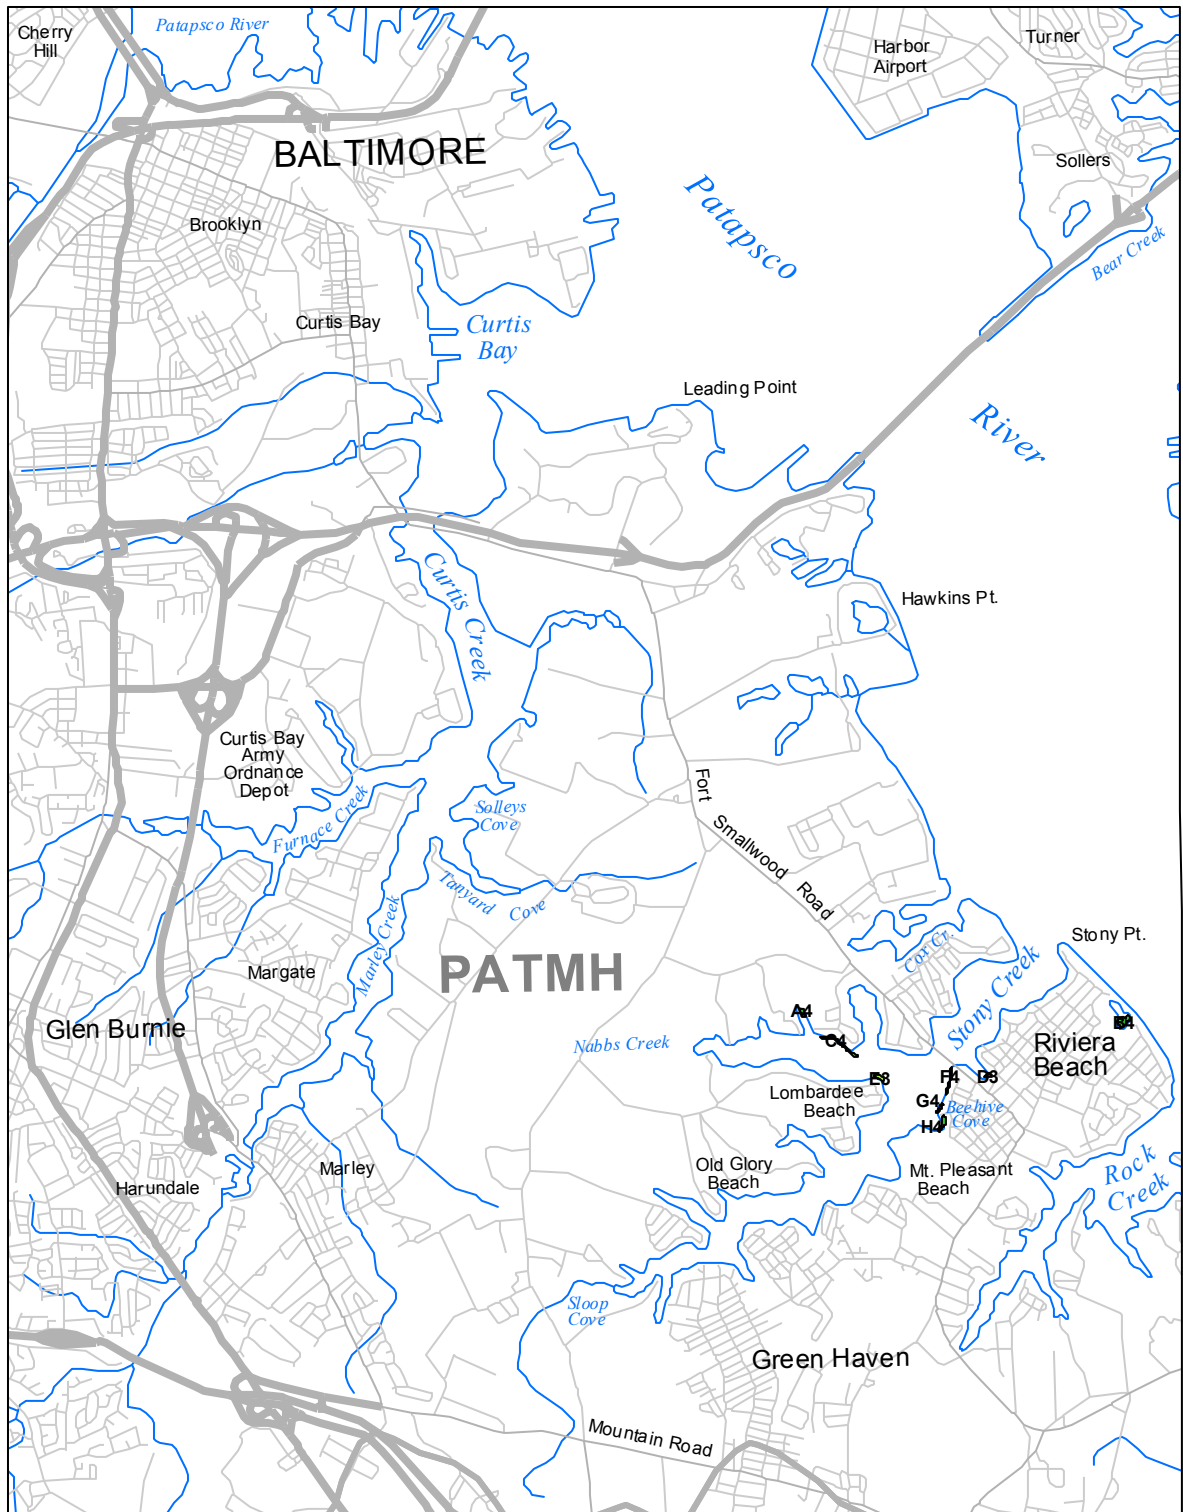 Cherry
Hill
Patapsco River
Harbor
Airport
Turner
BALTIMORE
Sollers
Patapsco
Brooklyn
Bear Creek
Curtis Bay
Curtis
Bay
Leading Point
River
Curtis Creek
Hawkins Pt.
Curtis Bay
Army
Ordnance
Depot
Fort Smallwood Road
Solleys
Cove
Furnace Creek
Tanyard Cove
Marley Creek
Cox Cr.
Stony Pt.
Margate
PATMH
Stony Creek
A4
Glen Burnie
C4
Nabbs Creek
Riviera
Beach
E3
F4
D3
Lombardee
Beach
G4
Beehive
Cove
H4
Marley
Old Glory
Beach
Mt. Pleasant
Beach
Rock
Creek
Harundale
Sloop
Cove
Green Haven
Mountain Road